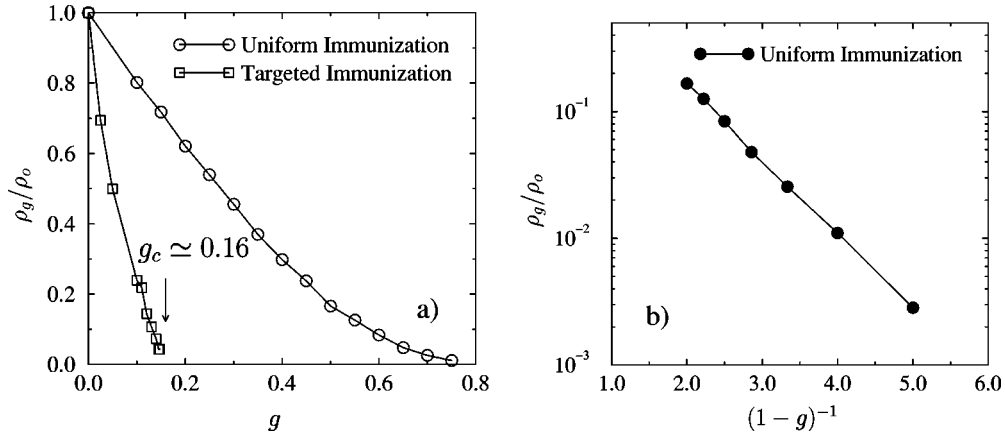 1.0
0.8
0.6
0.4
0.2
0.0
ρg/ρo
Uniform Immunization
Targeted Immunization
gc ≃ 0.16
a)
0.0 0.2 0.4 0.6 0.8
g
10⁰
10⁻¹
10⁻²
10⁻³
ρg/ρo
Uniform Immunization
b)
1.0 2.0 3.0 4.0 5.0 6.0
(1 − g)⁻¹